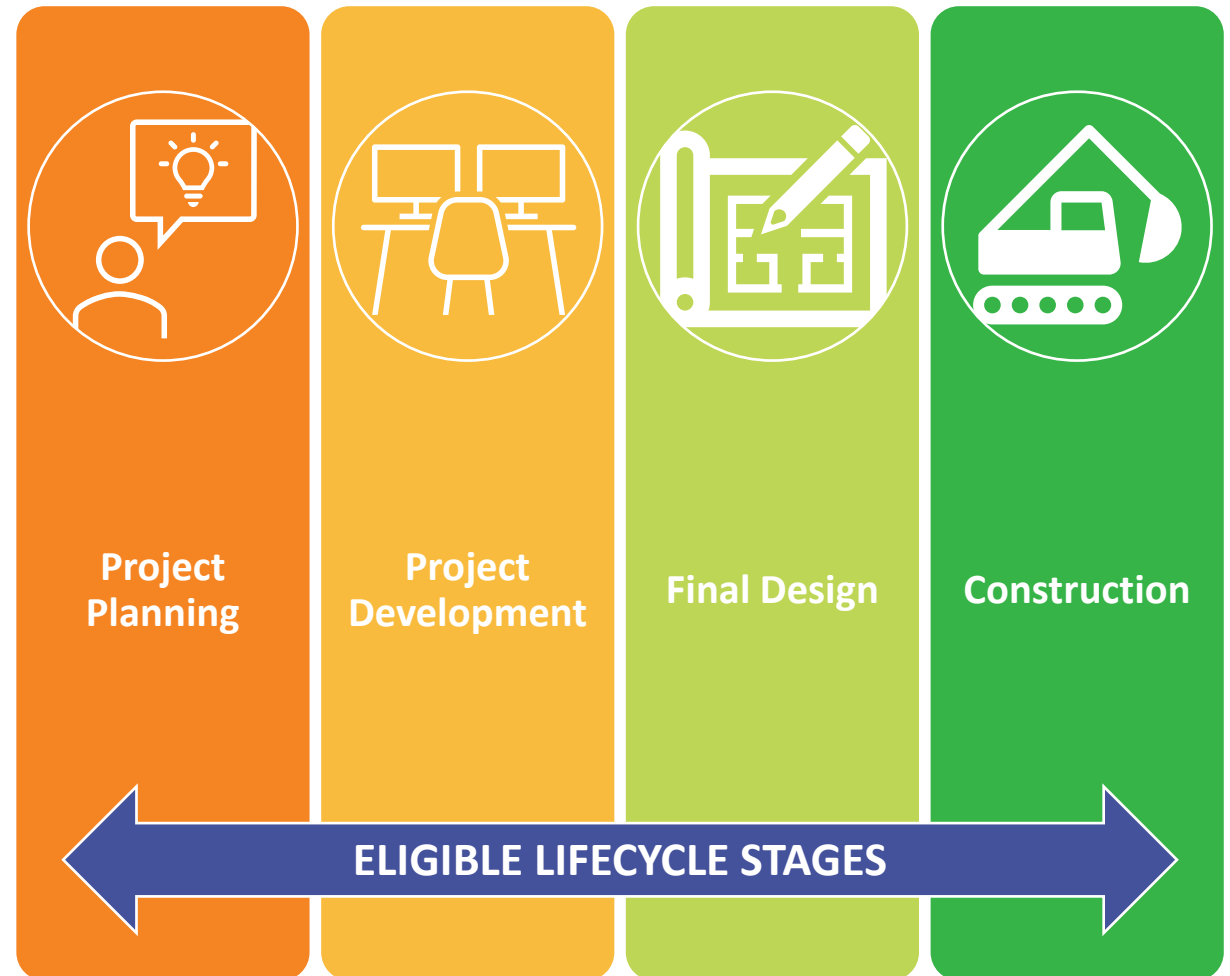 Project
Planning
Project
Development
Final Design
Construction
ELIGIBLE LIFECYCLE STAGES